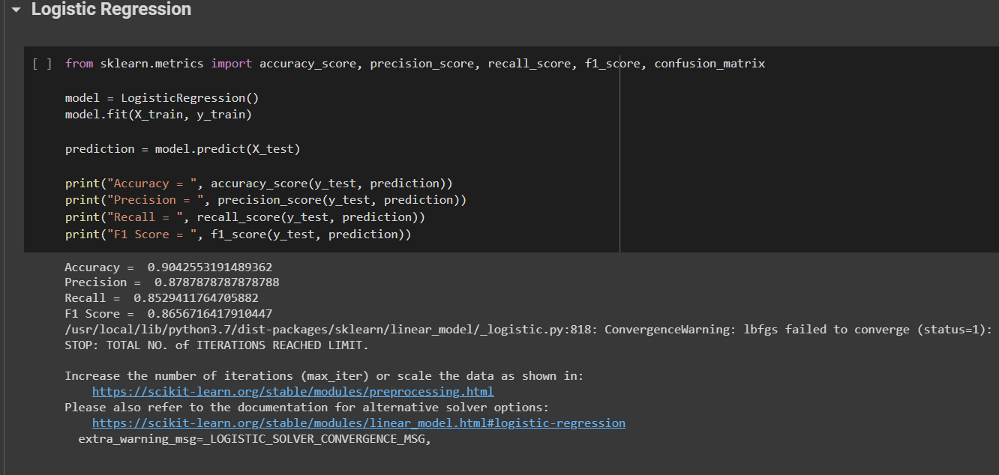 Logistic Regression
[ ] from sklearn.metrics import accuracy_score, precision_score, recall_score, f1_score, confusion_matrix
model = LogisticRegression()
model.fit(X_train, y_train)
prediction = model.predict(X_test)
print("Accuracy = ", accuracy_score(y_test, prediction))
print("Precision = ", precision_score(y_test, prediction))
print("Recall = ", recall_score(y_test, prediction))
print("F1 Score = ", f1_score(y_test, prediction))
Accuracy =  0.9042553191489362
Precision =  0.8787878787878788
Recall =  0.8529411764705882
F1 Score =  0.8656716417910447
/usr/local/lib/python3.7/dist-packages/sklearn/linear_model/_logistic.py:818: ConvergenceWarning: lbfgs failed to converge (status=1):
STOP: TOTAL NO. of ITERATIONS REACHED LIMIT.
Increase the number of iterations (max_iter) or scale the data as shown in:
https://scikit-learn.org/stable/modules/preprocessing.html
Please also refer to the documentation for alternative solver options:
https://scikit-learn.org/stable/modules/linear_model.html#logistic-regression
extra_warning_msg=_LOGISTIC_SOLVER_CONVERGENCE_MSG,